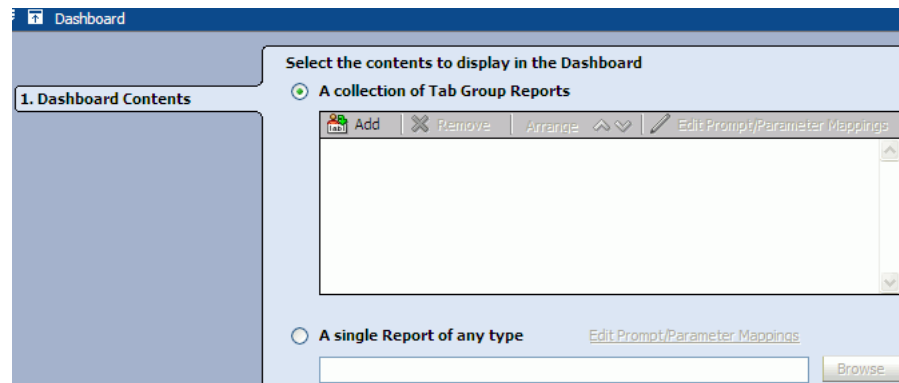 Dashboard
Select the contents to display in the Dashboard
1. Dashboard Contents
A collection of Tab Group Reports
Add Remove Arrange Edit Prompt/Parameter Mappings
A single Report of any type Edit Prompt/Parameter Mappings
Browse